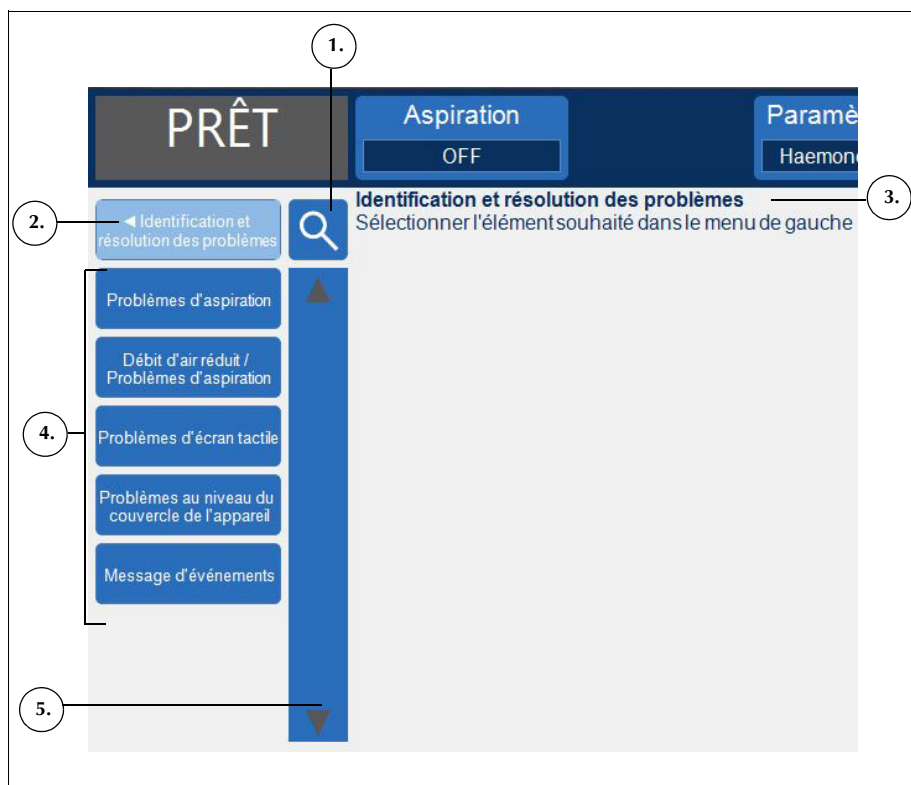 1.
PRÊT
Aspiration
OFF
Paramè
Haemon
2.
◄ Identification et
résolution des problèmes
Identification et résolution des problèmes
3.
Sélectionner l'élément souhaité dans le menu de gauche
Problèmes d'aspiration
Débit d'air réduit /
Problèmes d'aspiration
4.
Problèmes d'écran tactile
Problèmes au niveau du
couvercle de l'appareil
Message d'événements
5.